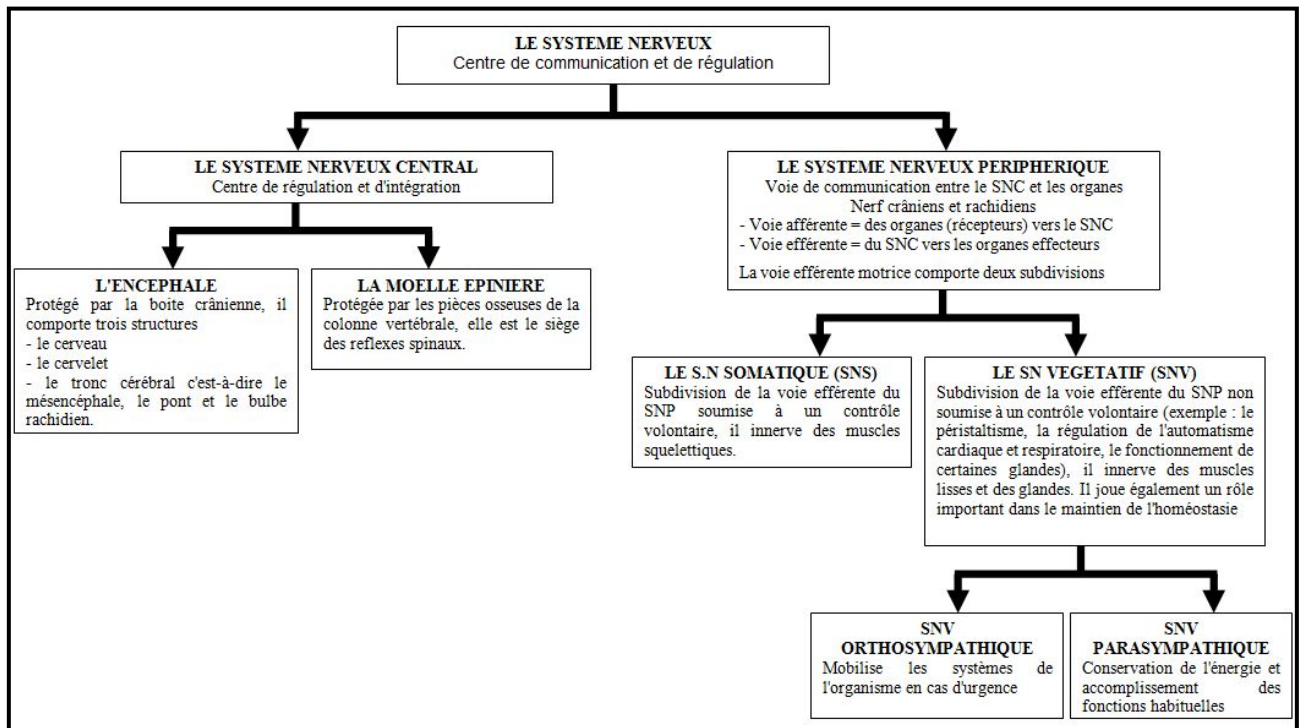 LE SYSTEME NERVEUX
Centre de communication et de régulation
LE SYSTEME NERVEUX CENTRAL
Centre de régulation et d'intégration
LE SYSTEME NERVEUX PERIPHERIQUE
Voie de communication entre le SNC et les organes
Nerf crâniens et rachidiens
- Voie afférente = des organes (récepteurs) vers le SNC
- Voie efférente = du SNC vers les organes effecteurs
La voie efférente motrice comporte deux subdivisions
L'ENCEPHALE
Protégé par la boite crânienne, il
comporte trois structures
- le cerveau
- le cervelet
- le tronc cérébral c'est-à-dire le
mésencéphale, le pont et le bulbe
rachidien.
LA MOELLE EPINIERE
Protégée par les pièces osseuses de la
colonne vertébrale, elle est le siège
des reflexes spinaux.
LE S.N SOMATIQUE (SNS)
Subdivision de la voie efférente du
SNP soumise à un contrôle
volontaire, il innerve des muscles
squelettiques.
LE SN VEGETATIF (SNV)
Subdivision de la voie efférente du SNP non
soumise à un contrôle volontaire (exemple : le
péristaltisme, la régulation de l'automatisme
cardiaque et respiratoire, le fonctionnement de
certaines glandes), il innerve des muscles
lisses et des glandes. Il joue également un rôle
important dans le maintien de l'homéostasie
SNV
ORTHOSYMPATHIQUE
Mobilise les systèmes de
l'organisme en cas d'urgence
SNV
PARASYMPATHIQUE
Conservation de l'énergie et
accomplissement des
fonctions habituelles